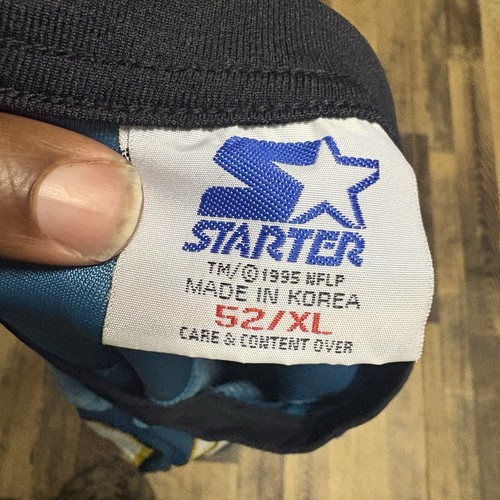 STARTER
TM/©1995 NFLP
MADE IN KOREA
52/XL
CARE & CONTENT OVER